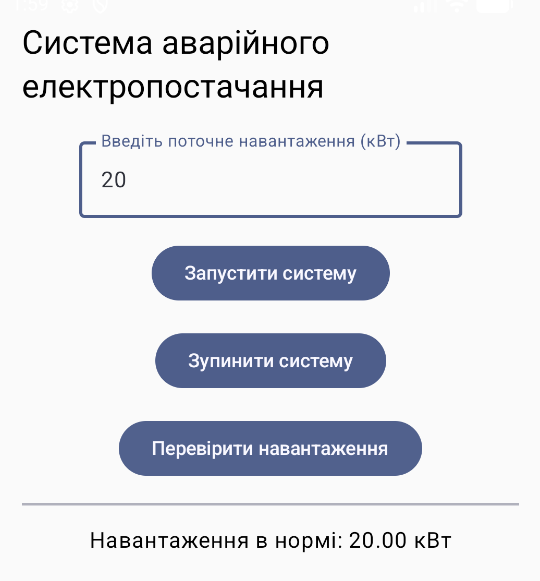 Система аварійного
електропостачання
Введіть поточне навантаження (кВт)
20
Запустити систему
Зупинити систему
Перевірити навантаження
Навантаження в нормі: 20.00 кВт